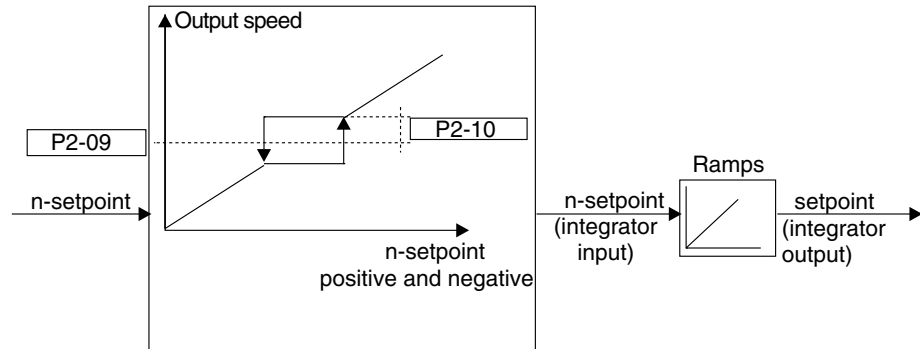 Output speed
P2-09
P2-10
n-setpoint
n-setpoint
positive and negative
n-setpoint
(integrator
input)
Ramps
setpoint
(integrator
output)